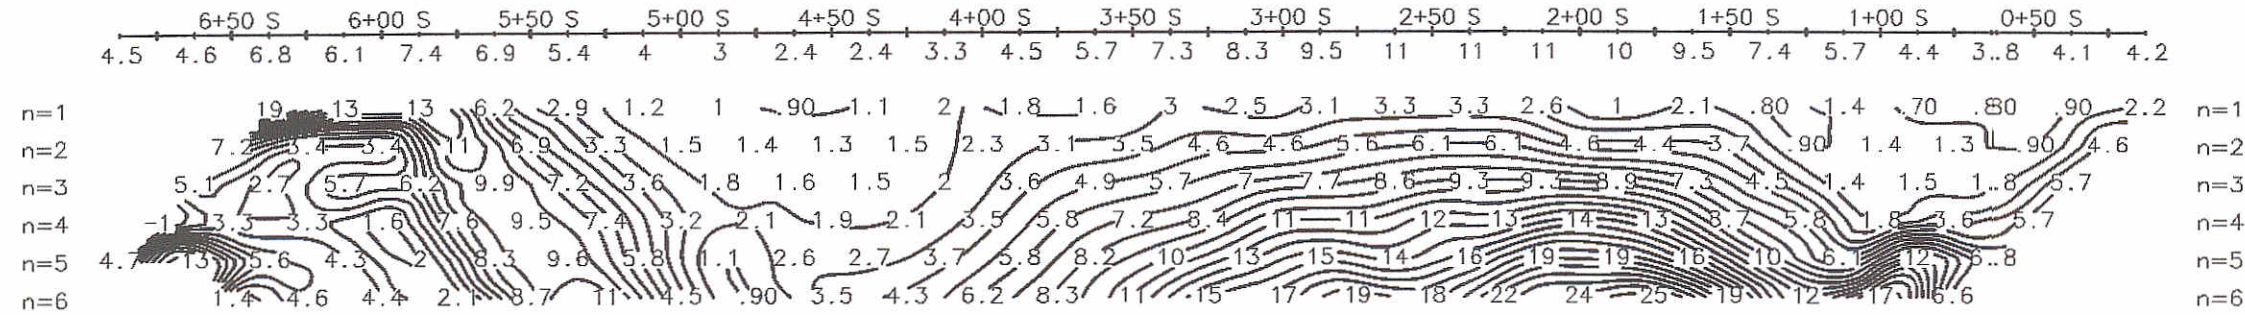 6+50 S 6+00 S 5+50 S 5+00 S 4+50 S 4+00 S 3+50 S 3+00 S 2+50 S 2+00 S 1+50 S 1+00 S 0+50 S
4.5 4.6 6.8 6.1 7.4 6.9 5.4 4 3 2.4 2.4 3.3 4.5 5.7 7.3 8.3 9.5 11 11 11 10 9.5 7.4 5.7 4.4 3..8 4.1 4.2
n=1 19 13 13 6.2 2.9 1.2 1 .90 1.1 2 1.8 1.6 3 2.5 3.1 3.3 3.3 2.6 1 2.1 .80 1.4 .70 .80 .90 2.2 n=1
n=2 7.2 3.4 3.4 11 6.9 3.3 1.5 1.4 1.3 1.5 2.3 3.1 3.5 4.6 4.6 5.6 6.1 6.1 4.6 4.4 3.7 .90 1.4 1.3 .90 4.6 n=2
n=3 5.1 2.7 5.7 6.2 9.9 7.2 3.6 1.8 1.6 1.5 2 3.6 4.9 5.7 7 7.7 8.6 9.3 9.3 8.9 7.3 4.5 1.4 1.5 1..8 5.7 n=3
n=4 -1 3.3 3.3 1.6 7.6 9.5 7.4 3.2 2.1 1.9 2.1 3.5 5.8 7.2 8.4 11 11 12 13 14 13 8.7 5.8 1.8 3.6 5.7 n=4
n=5 4.7 13 5.6 4.3 2 8.3 9.6 5.8 1.1 2.6 2.7 3.7 5.8 8.2 10 13 15 14 16 19 19 16 10 6.1 12 6..8 n=5
n=6 1.4 4.6 4.4 2.1 8.7 11 4.5 .90 3.5 4.3 6.2 8.3 11 15 17 19 18 22 24 25 19 12 17 6.6 n=6